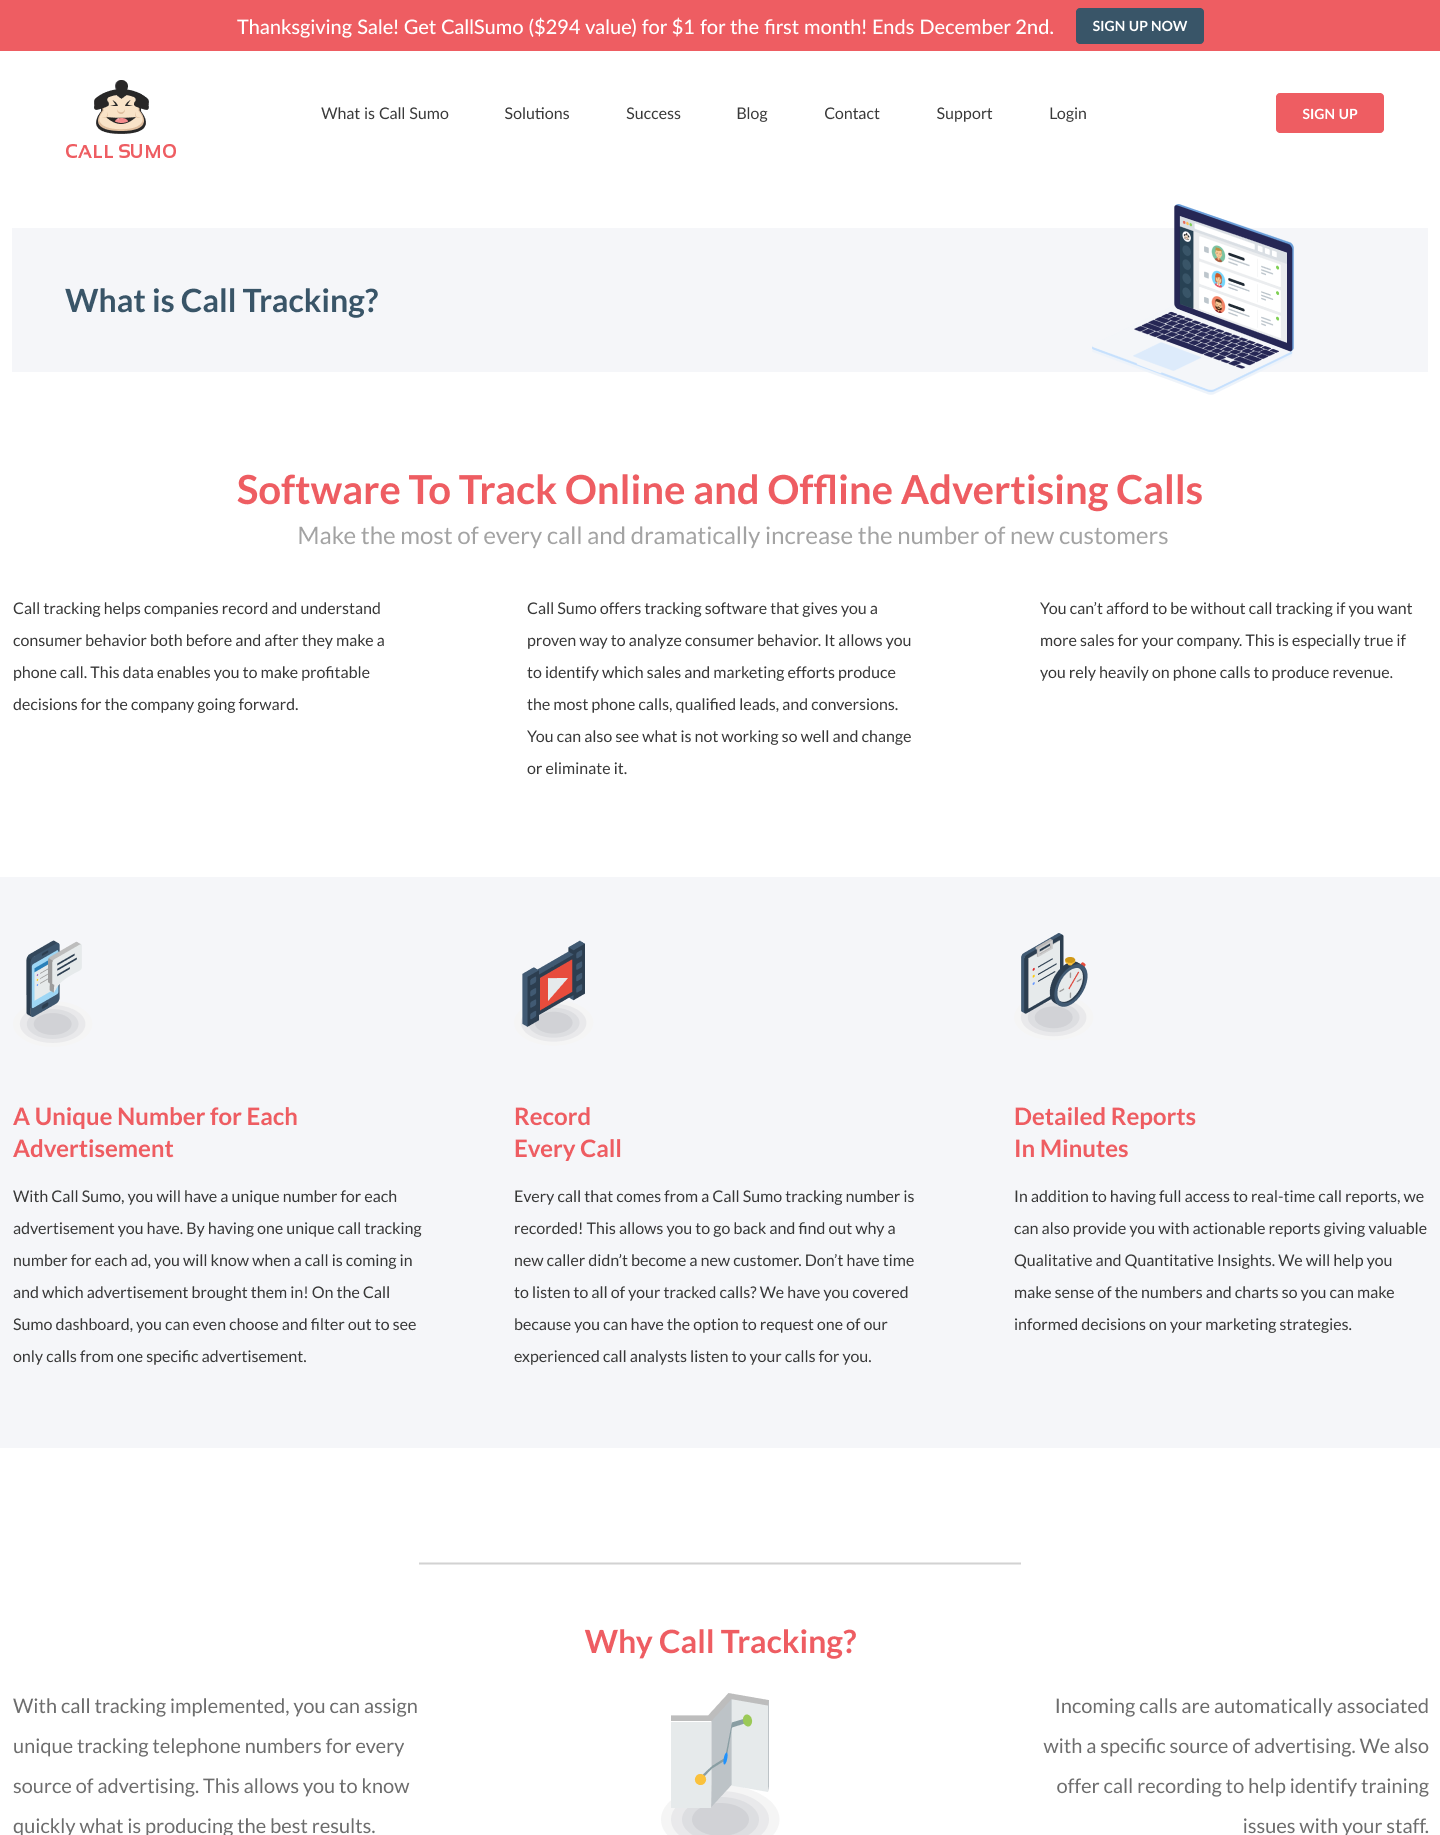 Thanksgiving Sale! Get CallSumo ($294 value) for $1 for the first month! Ends December 2nd.
SIGN UP NOW
CALL SUMO
What is Call Sumo
Solutions
Success
Blog
Contact
Support
Login
SIGN UP
What is Call Tracking?
Software To Track Online and Offline Advertising Calls
Make the most of every call and dramatically increase the number of new customers
Call tracking helps companies record and understand
consumer behavior both before and after they make a
phone call. This data enables you to make profitable
decisions for the company going forward.
Call Sumo offers tracking software that gives you a
proven way to analyze consumer behavior. It allows you
to identify which sales and marketing efforts produce
the most phone calls, qualified leads, and conversions.
You can also see what is not working so well and change
or eliminate it.
You can’t afford to be without call tracking if you want
more sales for your company. This is especially true if
you rely heavily on phone calls to produce revenue.
A Unique Number for Each
Advertisement
With Call Sumo, you will have a unique number for each
advertisement you have. By having one unique call tracking
number for each ad, you will know when a call is coming in
and which advertisement brought them in! On the Call
Sumo dashboard, you can even choose and filter out to see
only calls from one specific advertisement.
Record
Every Call
Every call that comes from a Call Sumo tracking number is
recorded! This allows you to go back and find out why a
new caller didn’t become a new customer. Don’t have time
to listen to all of your tracked calls? We have you covered
because you can have the option to request one of our
experienced call analysts listen to your calls for you.
Detailed Reports
In Minutes
In addition to having full access to real-time call reports, we
can also provide you with actionable reports giving valuable
Qualitative and Quantitative Insights. We will help you
make sense of the numbers and charts so you can make
informed decisions on your marketing strategies.
Why Call Tracking?
With call tracking implemented, you can assign
unique tracking telephone numbers for every
source of advertising. This allows you to know
quickly what is producing the best results.
Incoming calls are automatically associated
with a specific source of advertising. We also
offer call recording to help identify training
issues with your staff.